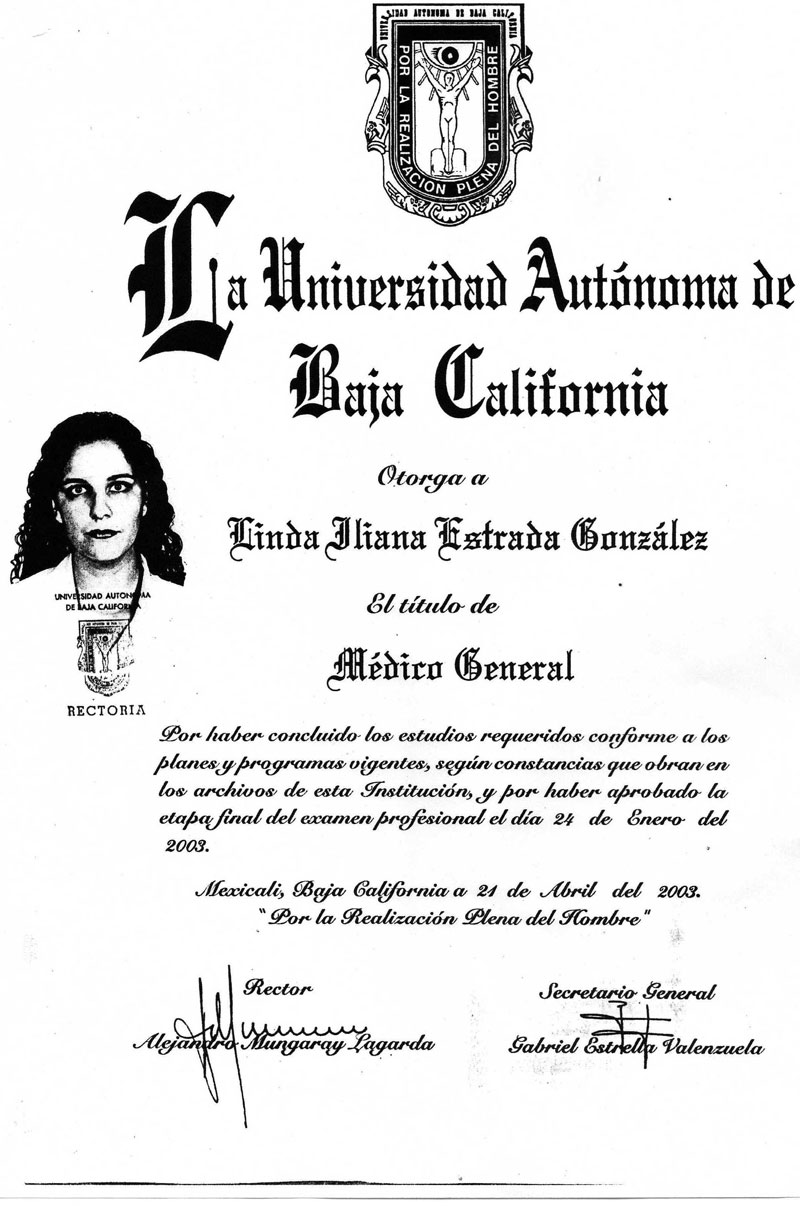 UNIVERSIDAD AUTONOMA DE BAJA CALIFORNIA
POR LA REALIZACION PLENA DEL HOMBRE
La Universidad Autónoma de
Baja California
Otorga a
Linda Iliana Estrada González
UNIVERSIDAD AUTONOMA
DE BAJA CALIFORNIA
El título de
Médico General
RECTORIA
Por haber concluido los estudios requeridos conforme a los
planes y programas vigentes, según constancias que obran en
los archivos de esta Institución, y por haber aprobado la
etapa final del examen profesional el día 24 de Enero del
2003.
Mexicali, Baja California a 21 de Abril del 2003.
"Por la Realización Plena del Hombre"
Rector
Secretario General
Alejandro Mungaray Lagarda
Gabriel Estrella Valenzuela